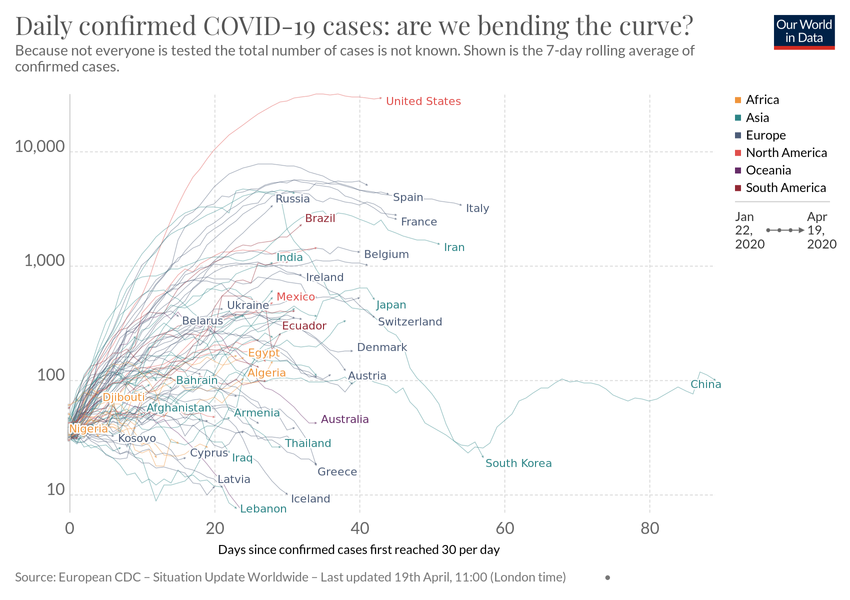 Daily confirmed COVID-19 cases: are we bending the curve?
Because not everyone is tested the total number of cases is not known. Shown is the 7-day rolling average of
confirmed cases.
Our World
in Data
United States
10,000
Russia
Spain
Italy
France
Brazil
Iran
Belgium
1,000
India
Ireland
Mexico
Ukraine
Japan
Belarus
Switzerland
Ecuador
Denmark
Egypt
Algeria
Austria
100
Bahrain
China
Djibouti
Afghanistan
Armenia
Australia
Nigeria
Kosovo
Thailand
Cyprus
Iraq
South Korea
Greece
Latvia
10
Iceland
Lebanon
0
20
40
60
80
Days since confirmed cases first reached 30 per day
Africa
Asia
Europe
North America
Oceania
South America
Jan
22,
2020
Apr
19,
2020
Source: European CDC – Situation Update Worldwide – Last updated 19th April, 11:00 (London time)